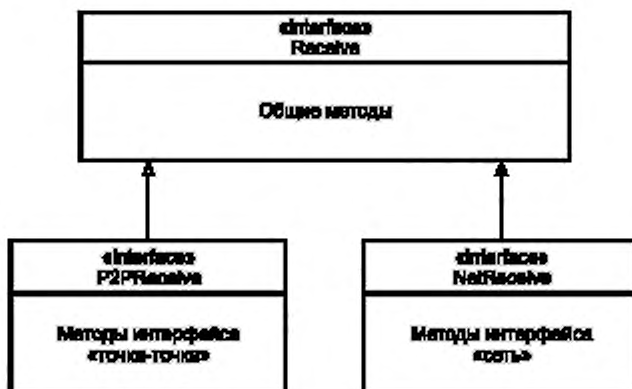 «Interface»
Receive
Общие методы
«Interface»
P2PReceive
«Interface»
NetReceive
Методы интерфейса
«точка-точка»
Методы интерфейса
«сеть»